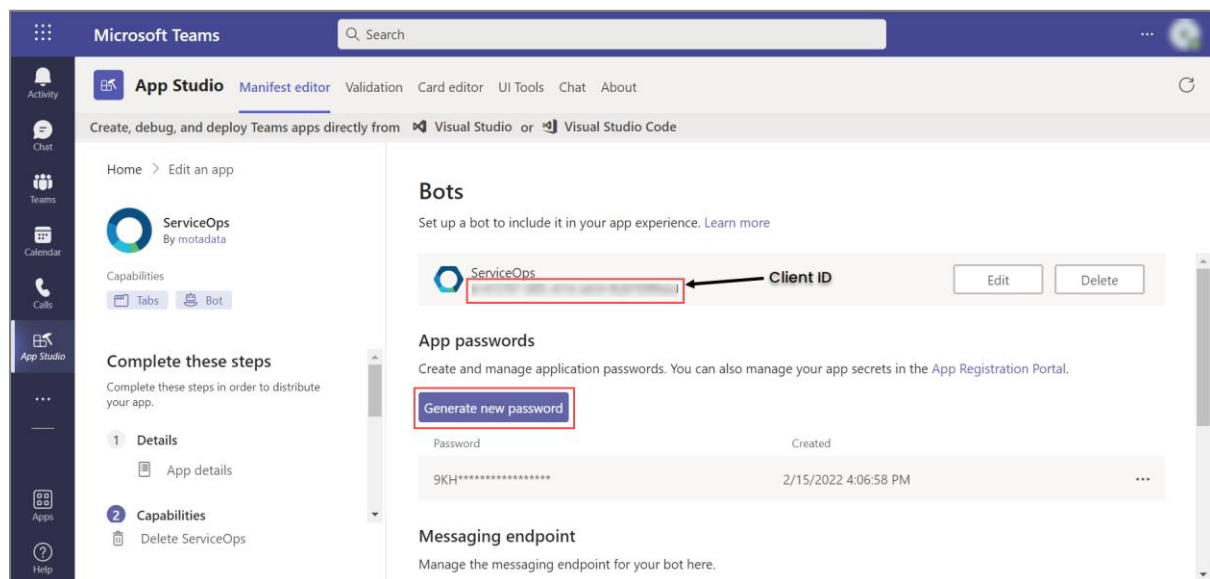 Microsoft Teams
Search
...
Activity
Chat
Teams
Calendar
Calls
App Studio
...
Apps
Help
App Studio
Manifest editor
Validation
Card editor
UI Tools
Chat
About
Create, debug, and deploy Teams apps directly from Visual Studio or Visual Studio Code
Home > Edit an app
ServiceOps
By motadata
Capabilities
Tabs
Bot
Complete these steps
Complete these steps in order to distribute
your app.
1 Details
App details
2 Capabilities
Delete ServiceOps
Bots
Set up a bot to include it in your app experience. Learn more
ServiceOps
Client ID
Edit
Delete
App passwords
Create and manage application passwords. You can also manage your app secrets in the App Registration Portal.
Generate new password
Password
Created
9KH*****************
2/15/2022 4:06:58 PM
...
Messaging endpoint
Manage the messaging endpoint for your bot here.